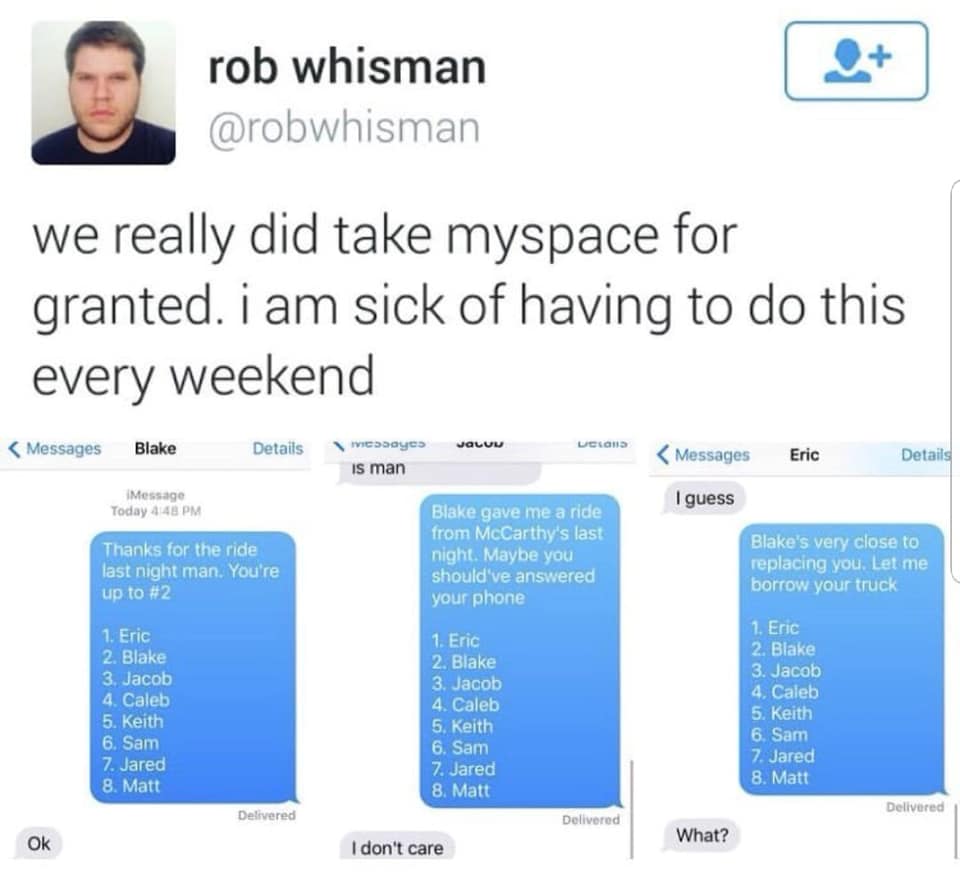 rob whisman
@robwhisman
we really did take myspace for
granted. i am sick of having to do this
every weekend
Messages Blake Details
iMessage
Today 4:48 PM
Thanks for the ride
last night man. You're
up to #2
1. Eric
2. Blake
3. Jacob
4. Caleb
5. Keith
6. Sam
7. Jared
8. Matt
Delivered
Ok
Messages Jacob Details
is man
Blake gave me a ride
from McCarthy's last
night. Maybe you
should've answered
your phone
1. Eric
2. Blake
3. Jacob
4. Caleb
5. Keith
6. Sam
7. Jared
8. Matt
Delivered
I don't care
Messages Eric Details
I guess
Blake's very close to
replacing you. Let me
borrow your truck
1. Eric
2. Blake
3. Jacob
4. Caleb
5. Keith
6. Sam
7. Jared
8. Matt
Delivered
What?